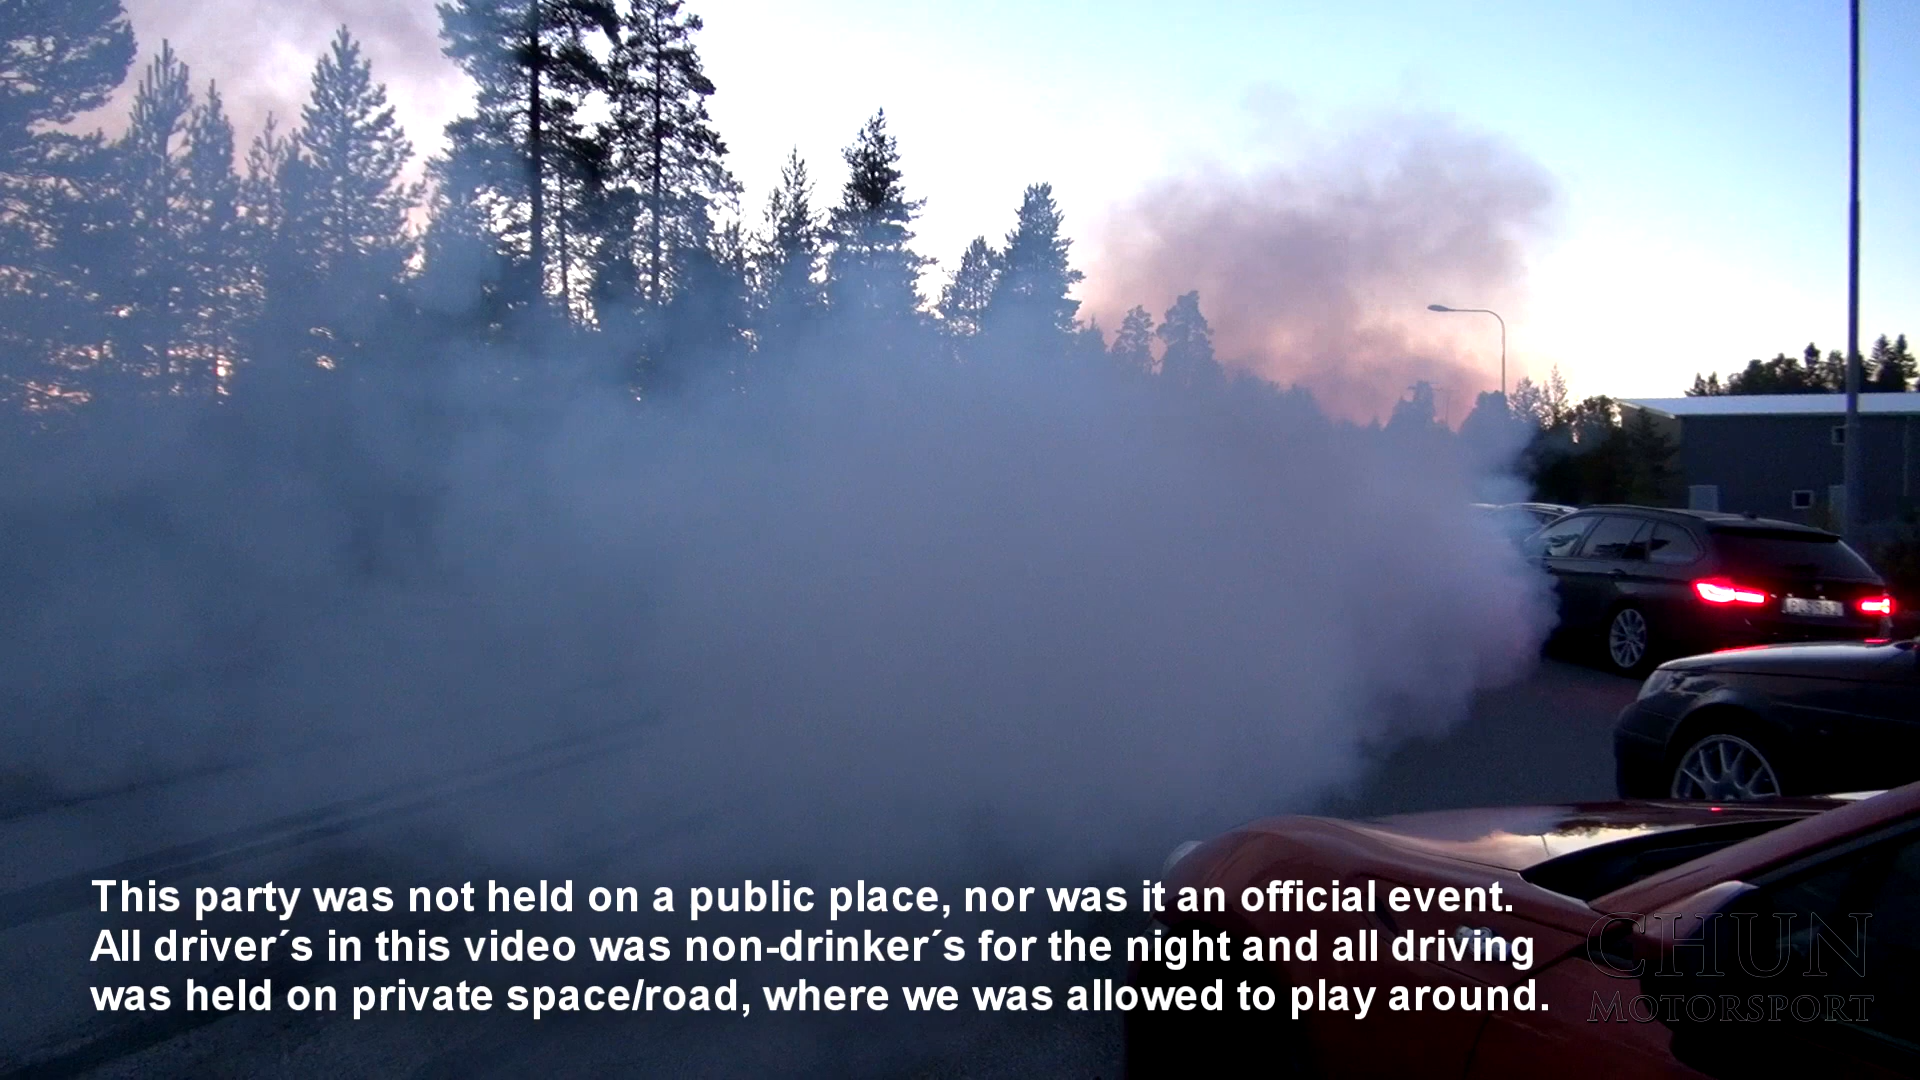 This party was not held on a public place, nor was it an official event.
All driver´s in this video was non-drinker´s for the night and all driving
was held on private space/road, where we was allowed to play around.
CHUN
MOTORSPORT